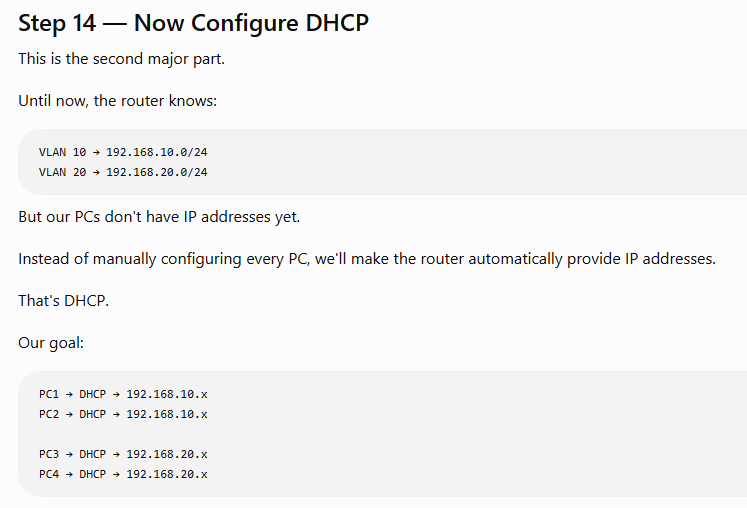 Step 14 — Now Configure DHCP
This is the second major part.
Until now, the router knows:
VLAN 10 → 192.168.10.0/24
VLAN 20 → 192.168.20.0/24
But our PCs don't have IP addresses yet.
Instead of manually configuring every PC, we'll make the router automatically provide IP addresses.
That's DHCP.
Our goal:
PC1 → DHCP → 192.168.10.x
PC2 → DHCP → 192.168.10.x
PC3 → DHCP → 192.168.20.x
PC4 → DHCP → 192.168.20.x